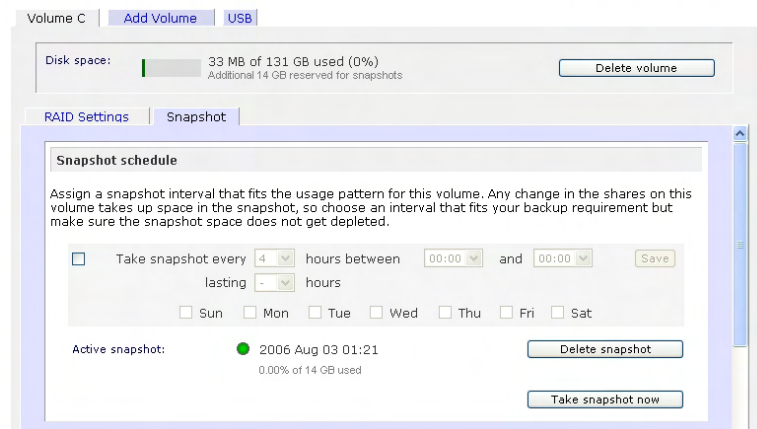 Volume C Add Volume USB
Disk space: 33 MB of 131 GB used (0%) Delete volume
Additional 14 GB reserved for snapshots
RAID Settings Snapshot
Snapshot schedule
Assign a snapshot interval that fits the usage pattern for this volume. Any change in the shares on this
volume takes up space in the snapshot, so choose an interval that fits your backup requirement but
make sure the snapshot space does not get depleted.
Take snapshot every 4 hours between 00:00 and 00:00 Save
lasting - hours
Sun Mon Tue Wed Thu Fri Sat
Active snapshot: 2006 Aug 03 01:21 Delete snapshot
0.00% of 14 GB used
Take snapshot now